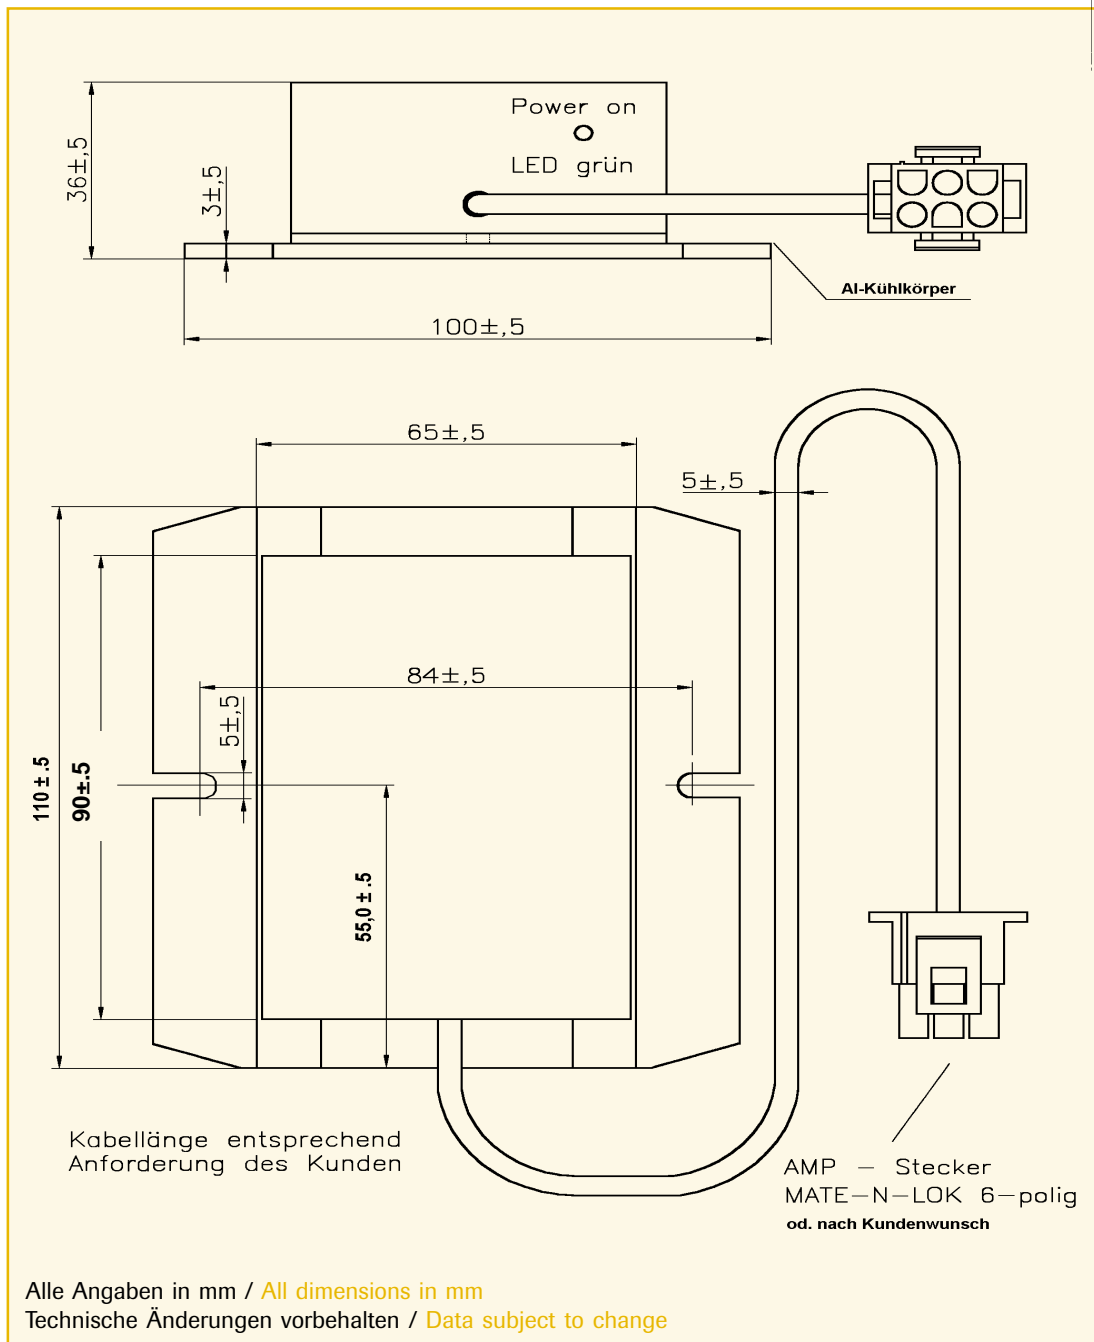 Power on
LED grün
36±,5
3±,5
Al-Kühlkörper
100±,5
65±,5
5±,5
84±,5
5±,5
110±.5
90±.5
55,0±.5
Kabellänge entsprechend
Anforderung des Kunden
AMP – Stecker
MATE–N–LOK 6–polig
od. nach Kundenwunsch
Alle Angaben in mm / All dimensions in mm
Technische Änderungen vorbehalten / Data subject to change